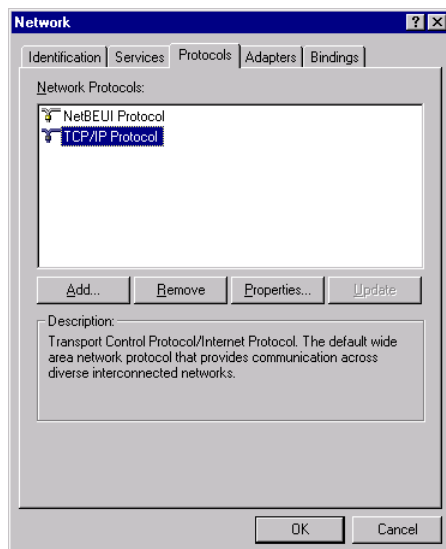 Network
Identification Services Protocols Adapters Bindings
Network Protocols:
NetBEUI Protocol
TCP/IP Protocol
Add... Remove Properties... Update
Description:
Transport Control Protocol/Internet Protocol. The default wide
area network protocol that provides communication across
diverse interconnected networks.
OK Cancel